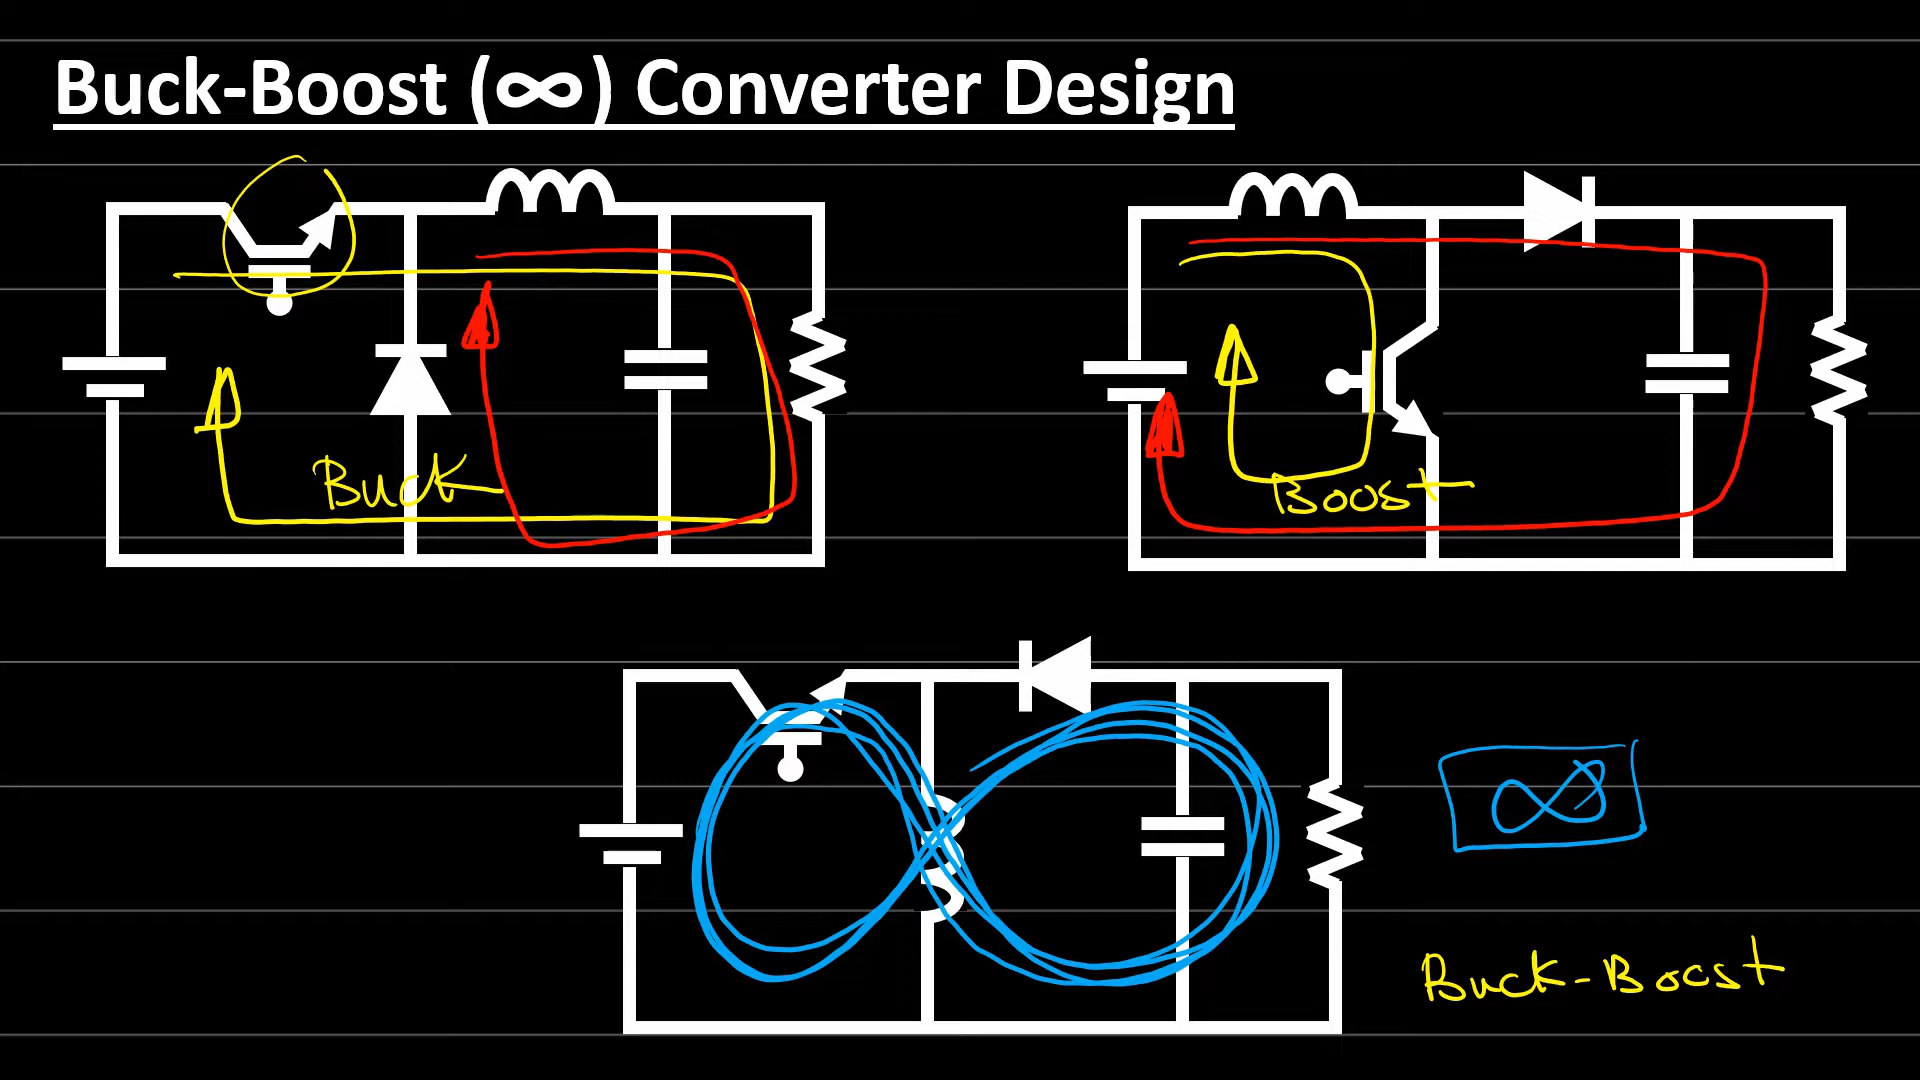 Buck-Boost (∞) Converter Design
Buck
Boost
∞
Buck-Boost